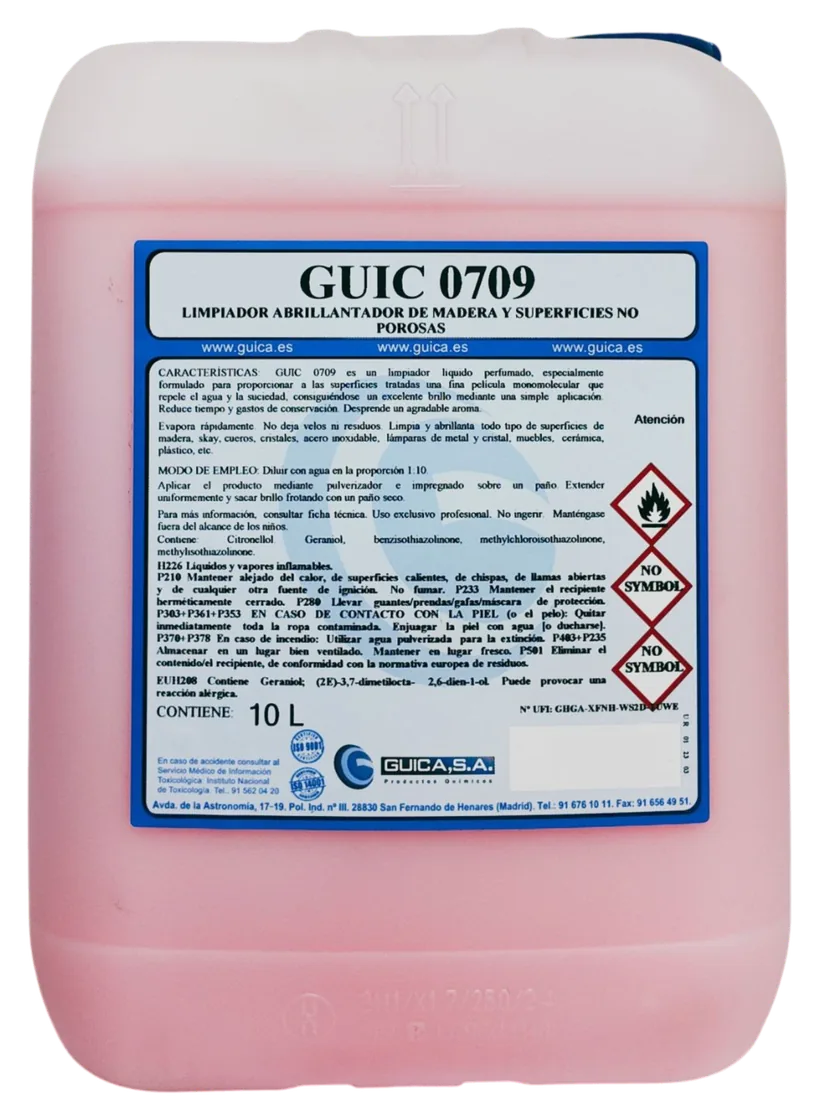 GUIC 0709
LIMPIADOR ABRILLANTADOR DE MADERA Y SUPERFICIES NO
POROSAS
www.guica.es www.guica.es www.guica.es
CARACTERÍSTICAS: GUIC 0709 es un limpiador líquido perfumado, especialmente
formulado para proporcionar a las superficies tratadas una fina película monomolecular que
repele el agua y la suciedad, consiguiéndose un excelente brillo mediante una simple aplicación.
Reduce tiempo y gastos de conservación. Desprende un agradable aroma.
Evapora rápidamente. No deja velos ni residuos. Limpia y abrillanta todo tipo de superficies de
madera, skay, cueros, cristales, acero inoxidable, lámparas de metal y cristal, muebles, cerámica,
plástico, etc.
MODO DE EMPLEO: Diluir con agua en la proporción 1:10.
Aplicar el producto mediante pulverizador e impregnado sobre un paño. Extender
uniformemente y sacar brillo frotando con un paño seco.
Para más información, consultar ficha técnica. Uso exclusivo profesional. No ingerir. Manténgase
fuera del alcance de los niños.
Contiene: Citronellol Geraniol, benzisothiazolinone, methylchloroisothiazolinone,
methylisothiazolinone.
H226 Líquidos y vapores inflamables.
P210 Mantener alejado del calor, de superficies calientes, de chispas, de llamas abiertas
y de cualquier otra fuente de ignición. No fumar. P233 Mantener el recipiente
herméticamente cerrado. P280 Llevar guantes/prendas/gafas/máscara de protección.
P303+P361+P353 EN CASO DE CONTACTO CON LA PIEL (o el pelo): Quitar
inmediatamente toda la ropa contaminada. Enjuagar la piel con agua [o ducharse].
P370+P378 En caso de incendio: Utilizar agua pulverizada para la extinción. P403+P235
Almacenar en un lugar bien ventilado. Mantener en lugar fresco. P501 Eliminar el
contenido/el recipiente, de conformidad con la normativa europea de residuos.
EUH208 Contiene Geraniol; (2E)-3,7-dimetilocta- 2,6-dien-1-ol. Puede provocar una
reacción alérgica.
Atención
NO
SYMBOL
NO
SYMBOL
CONTIENE: 10 L
Nº UFI: GHGA-XFNH-WS2D-
UR 01 23 02
ISO 9001
En caso de accidente consultar al
Servicio Médico de Información
Toxicológica Instituto Nacional
de Toxicología. Tel.. 91 562 04 20
GUICA,S.A.
Productos Químicos
Avda. de la Astronomía, 17-19. Pol. Ind. nº III. 28830 San Fernando de Henares (Madrid). Tel.: 91 676 10 11. Fax: 91 656 49 51.